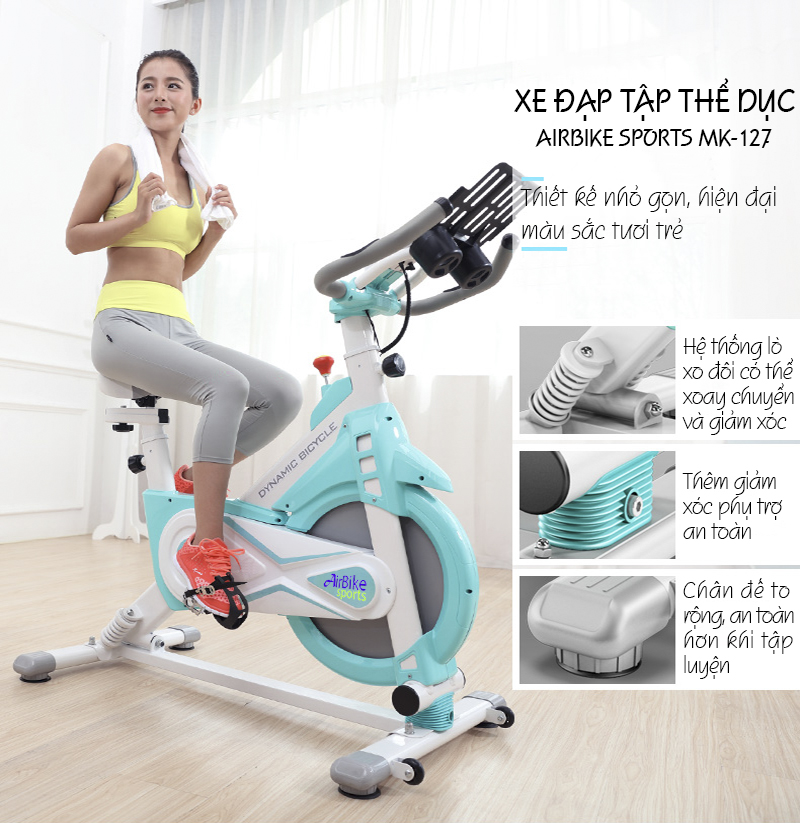 XE ĐẠP TẬP THỂ DỤC
AIRBIKE SPORTS MK-127
Thiết kế nhỏ gọn, hiện đại
màu sắc tươi trẻ
Hệ thống lò
xo đôi có thể
xoay chuyển
và giảm xóc
Thêm giảm
xóc phụ trợ
an toàn
Chân đế to
rộng, an toàn
hơn khi tập
luyện
DYNAMIC BICYCLE
AirBike
sports